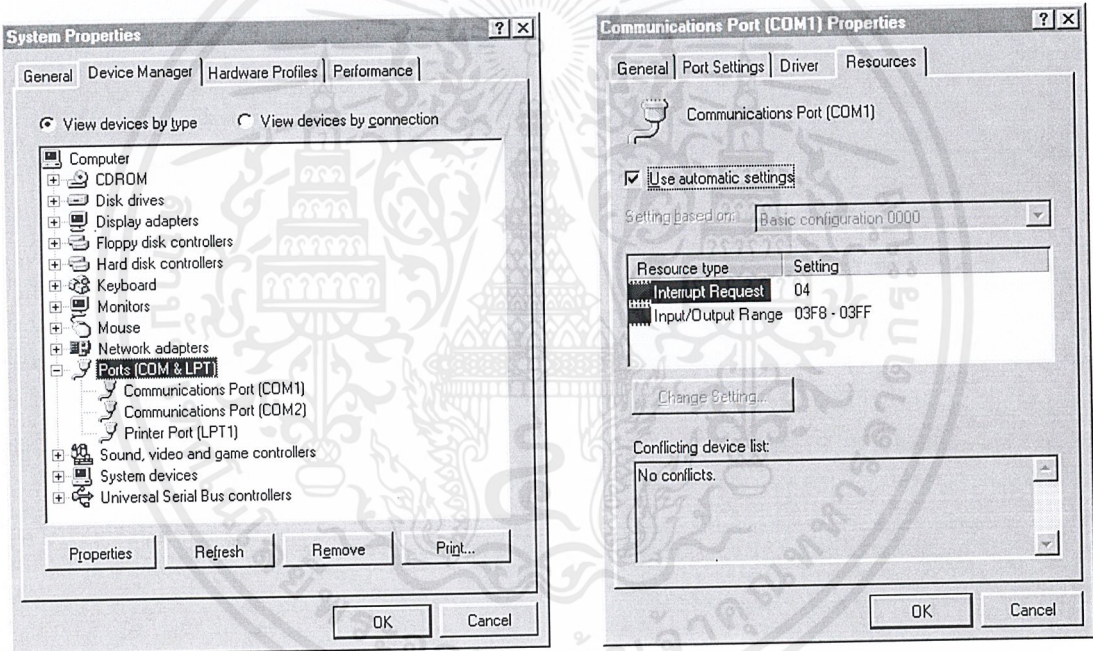 System Properties
? X
General
Device Manager
Hardware Profiles
Performance
View devices by type
View devices by connection
Computer
CDROM
Disk drives
Display adapters
Floppy disk controllers
Hard disk controllers
Keyboard
Monitors
Mouse
Network adapters
Ports (COM & LPT)
Communications Port (COM1)
Communications Port (COM2)
Printer Port (LPT1)
Sound, video and game controllers
System devices
Universal Serial Bus controllers
Properties
Refresh
Remove
Print...
OK
Cancel
Communications Port (COM1) Properties
? X
General
Port Settings
Driver
Resources
Communications Port (COM1)
Use automatic settings
Setting based on:
Basic configuration 0000
Resource type
Setting
Interrupt Request
04
Input/Output Range
03F8 - 03FF
Change Setting...
Conflicting device list:
No conflicts.
OK
Cancel